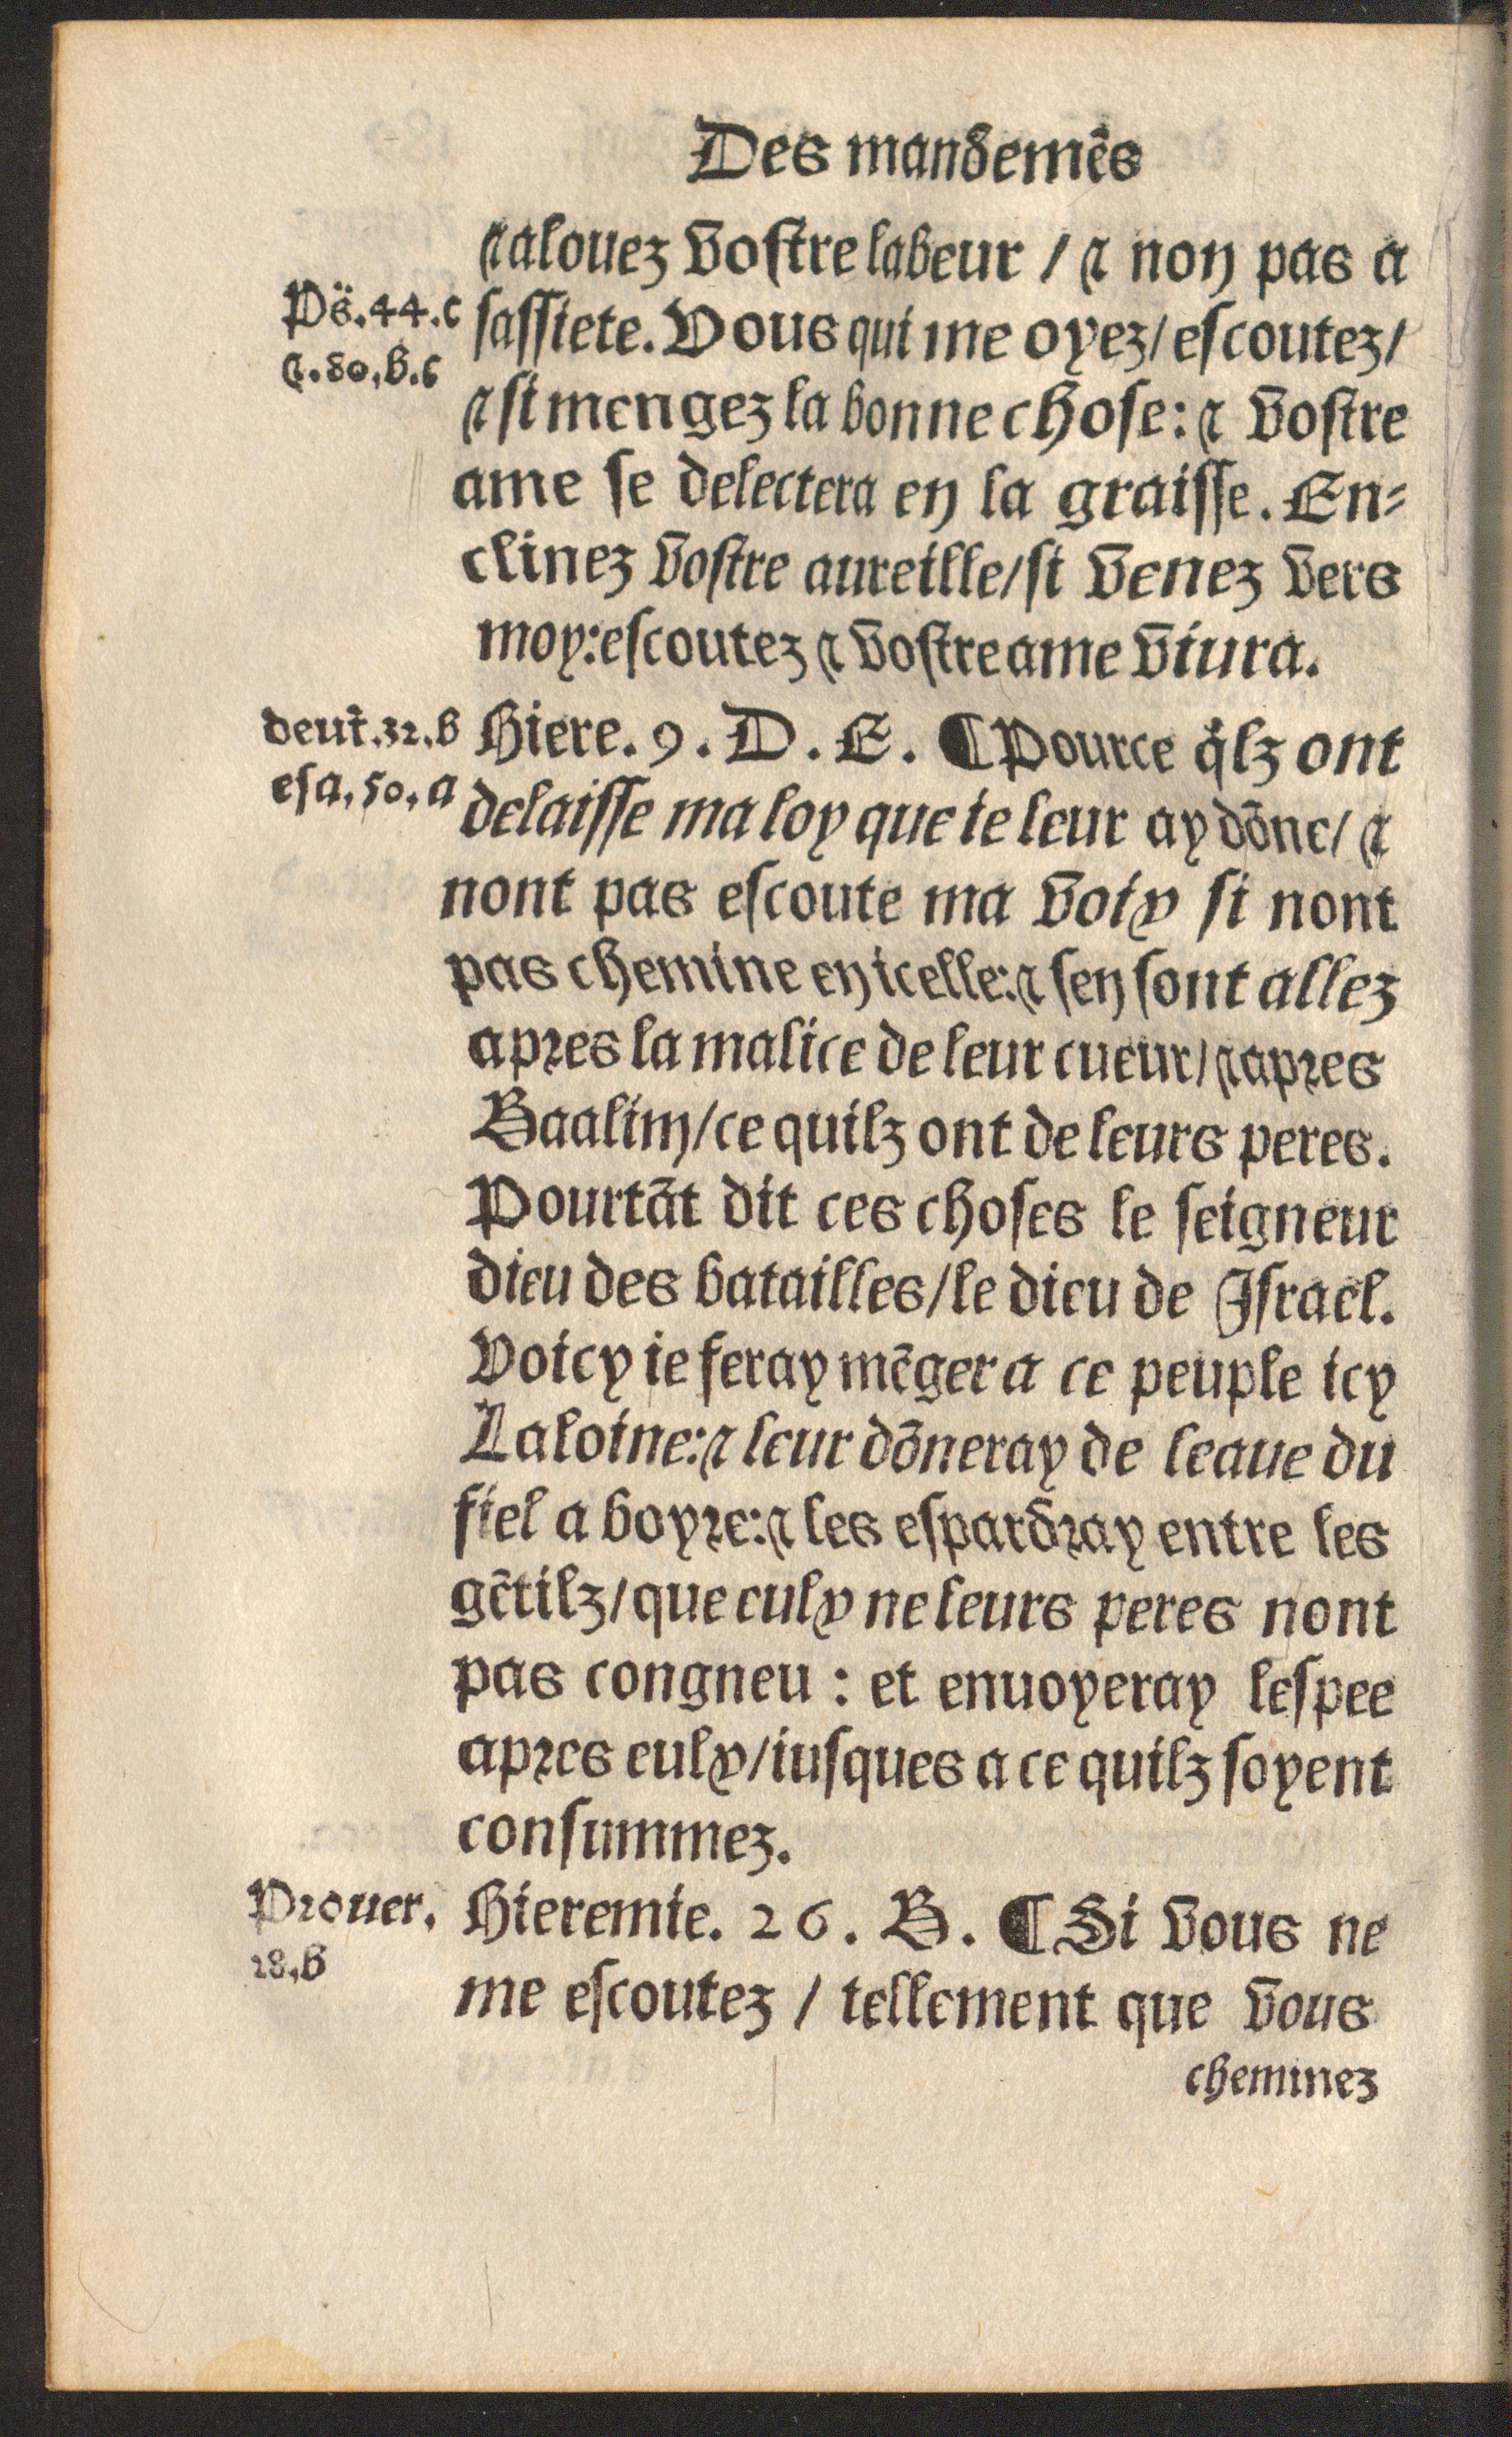 Des mandemēs
⁊ alouez vostre labeur / ⁊ non pas a
Ps̈. 44. c
⁊. 80. b. c
sassiete. Vous qui me oyez / escoutez /
⁊ si mengez la bonne chose: ⁊ vostre
ame se delectera en la graisse. En=
clinez vostre aureille / si venez vers
moy: escoutez ⁊ vostre ame viura.
deut̄. 32. b
esa. 50. a
Hiere. 9. D. E. ¶ Pource q̄lz ont
delaisse ma loy que ie leur ay dōne / ⁊
nont pas escoute ma voix si nont
pas chemine en icelle: ⁊ sen sont allez
apres la malice de leur cueur / ⁊ apres
Baalim / ce quilz ont de leurs peres.
Pourtāt dit ces choses le seigneur
dieu des batailles / le dieu de Israel.
Voicy ie feray mēger a ce peuple icy
Laloine: ⁊ leur dōneray de leaue du
fiel a boyre: ⁊ les espardray entre les
gētilz / que eulx ne leurs peres nont
pas congneu : et enuoyeray lespee
apres eulx / iusques a ce quilz soyent
consummez.
Prouer.
28. b
Hieremie. 26. B. ¶ Si vous ne
me escoutez / tellement que vous
cheminez